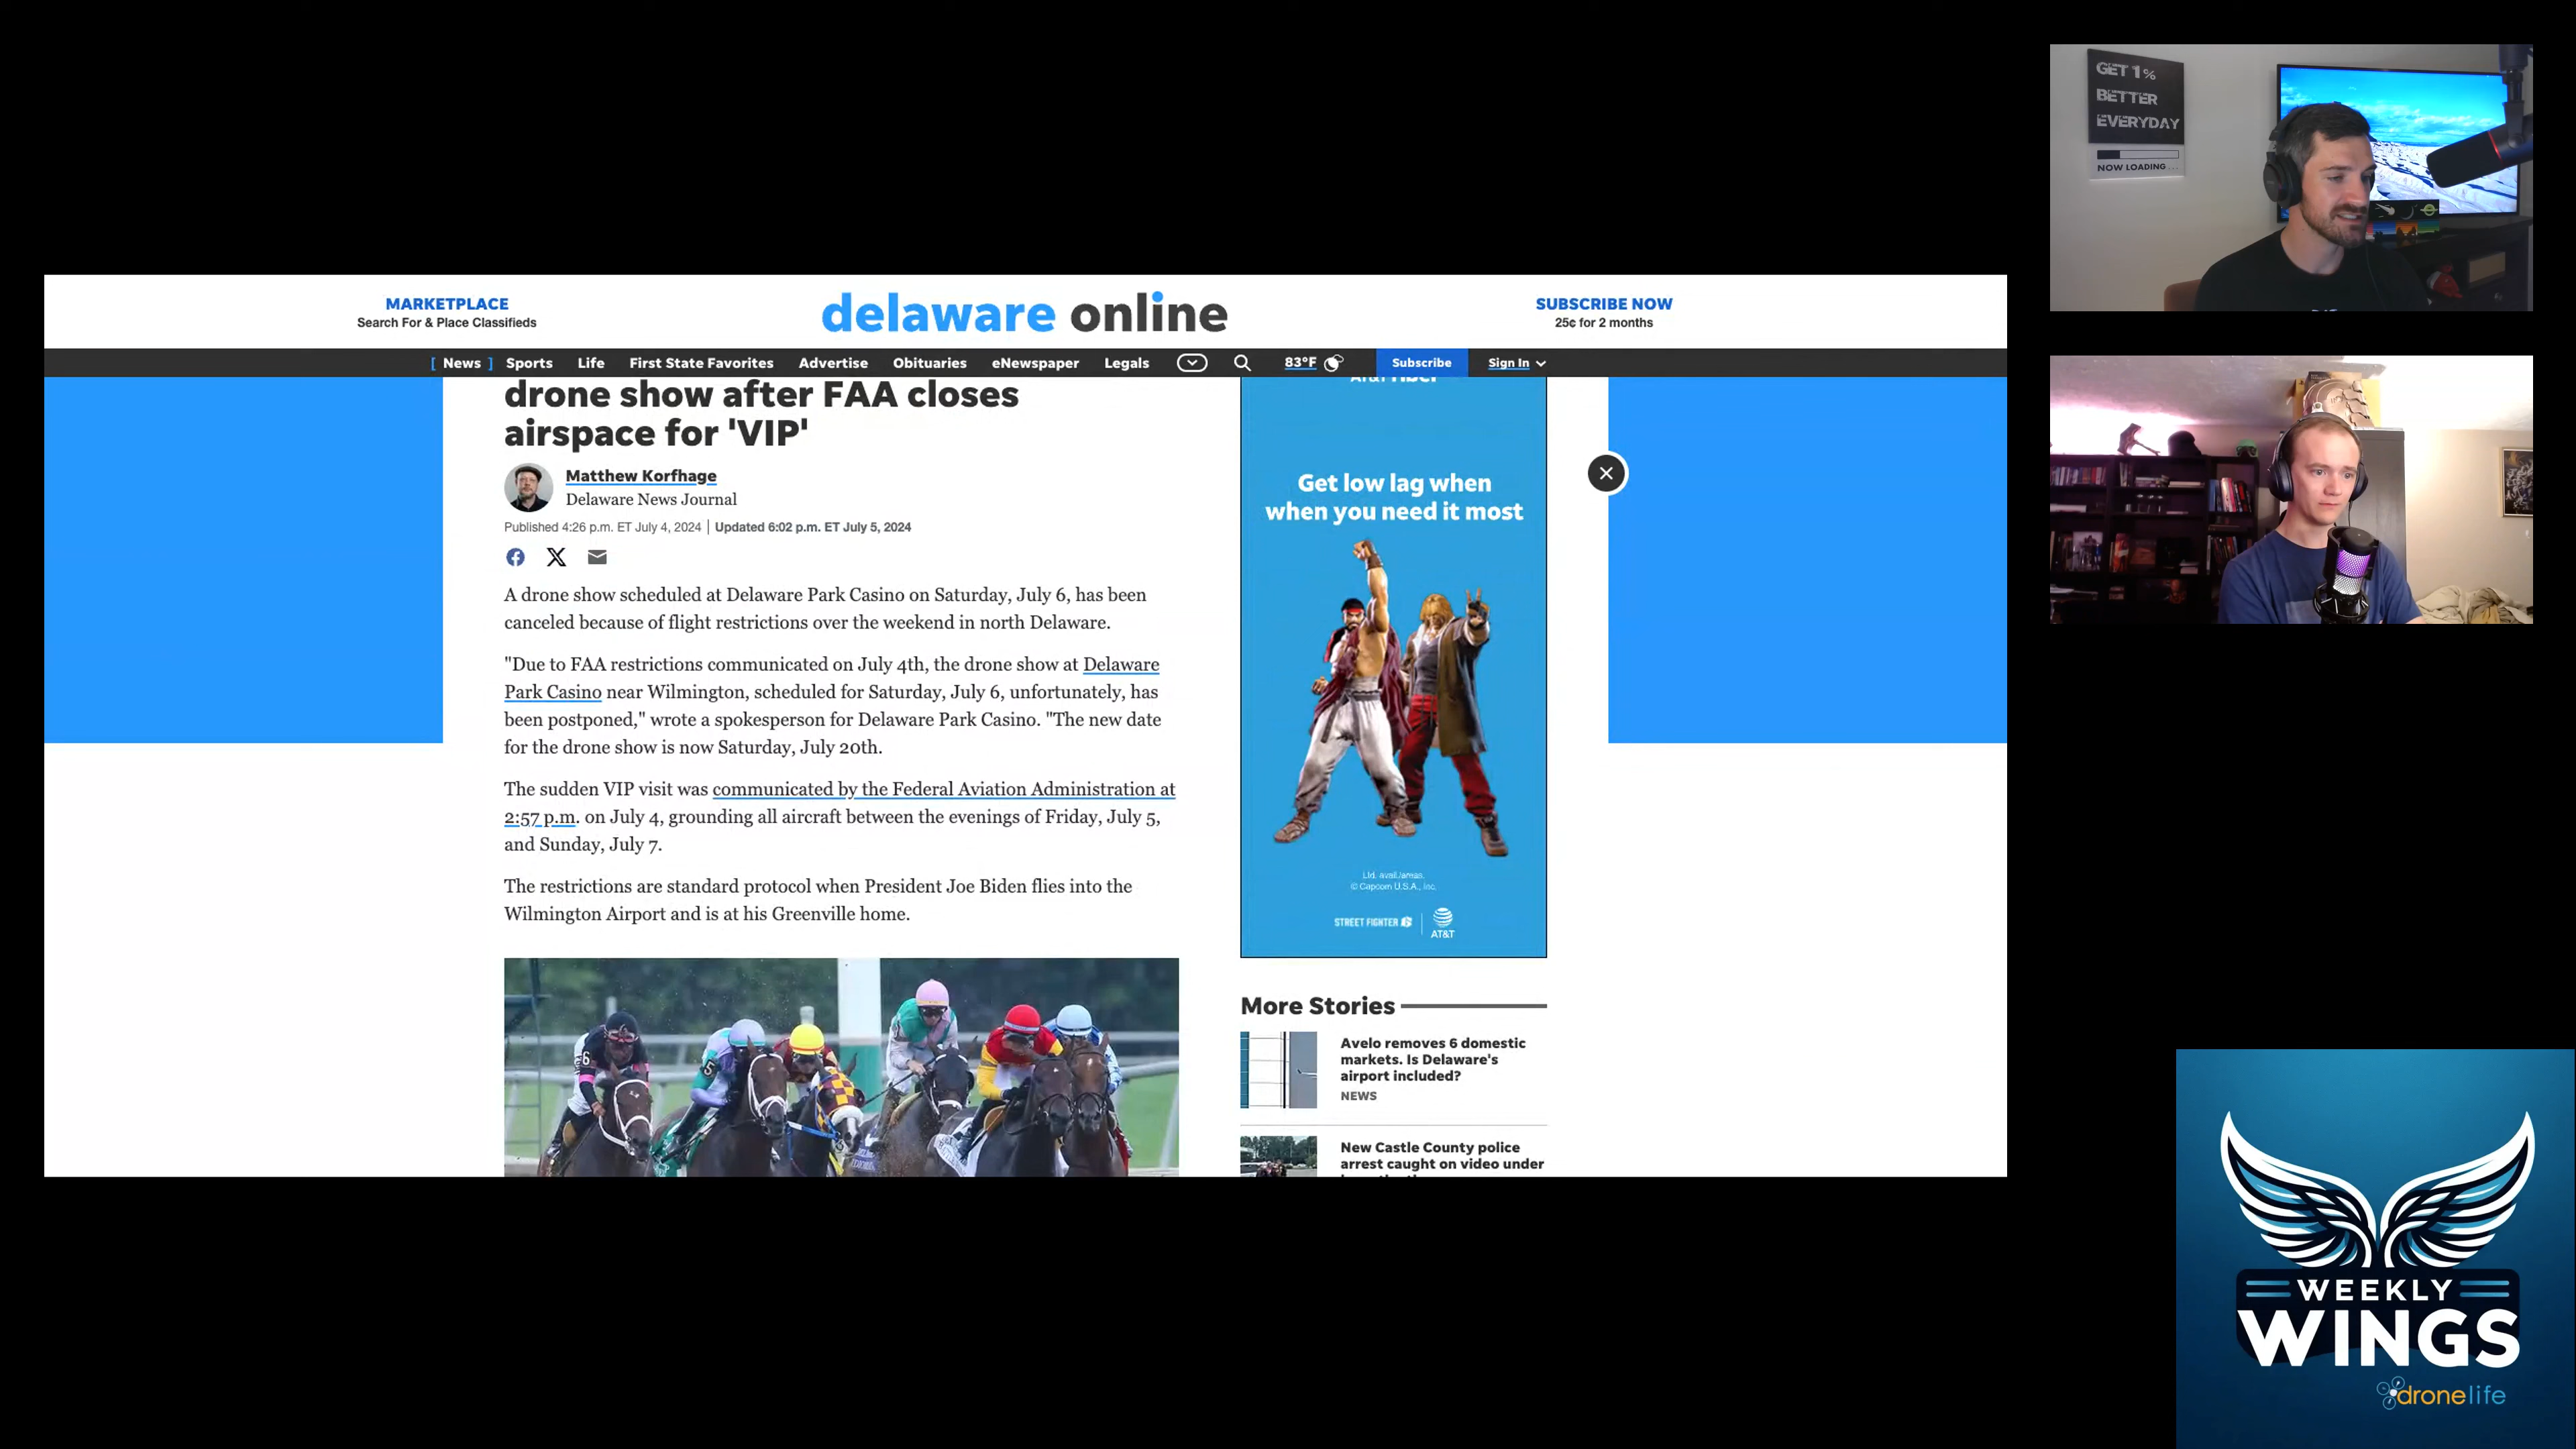 GET 1%
BETTER
EVERYDAY
NOW LOADING...
MARKETPLACE
Search For & Place Classifieds
delaware online
SUBSCRIBE NOW
25¢ for 2 months
[ News ] Sports Life First State Favorites Advertise Obituaries eNewspaper Legals 83°F Subscribe Sign In
drone show after FAA closes
airspace for 'VIP'
Matthew Korfhage
Delaware News Journal
Published 4:26 p.m. ET July 4, 2024 | Updated 6:02 p.m. ET July 5, 2024
A drone show scheduled at Delaware Park Casino on Saturday, July 6, has been
canceled because of flight restrictions over the weekend in north Delaware.
"Due to FAA restrictions communicated on July 4th, the drone show at Delaware
Park Casino near Wilmington, scheduled for Saturday, July 6, unfortunately, has
been postponed," wrote a spokesperson for Delaware Park Casino. "The new date
for the drone show is now Saturday, July 20th.
The sudden VIP visit was communicated by the Federal Aviation Administration at
2:57 p.m. on July 4, grounding all aircraft between the evenings of Friday, July 5,
and Sunday, July 7.
The restrictions are standard protocol when President Joe Biden flies into the
Wilmington Airport and is at his Greenville home.
6
5
AT&T Fiber
Get low lag when
when you need it most
Ltd. avail./areas.
© Capcom U.S.A., Inc.
STREET FIGHTER 6
AT&T
More Stories
Avelo removes 6 domestic
markets. Is Delaware's
airport included?
NEWS
New Castle County police
arrest caught on video under
WEEKLY
WINGS
dronelife